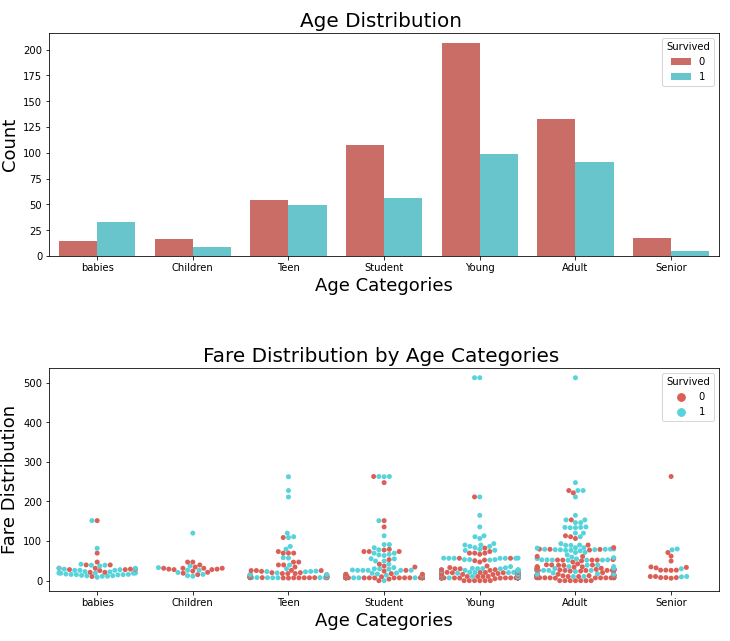 Age Distribution
Survived
0
1
200
175
150
125
100
75
50
25
0
Count
babies Children Teen Student Young Adult Senior
Age Categories
Fare Distribution by Age Categories
Survived
0
1
500
400
300
200
100
0
Fare Distribution
babies Children Teen Student Young Adult Senior
Age Categories